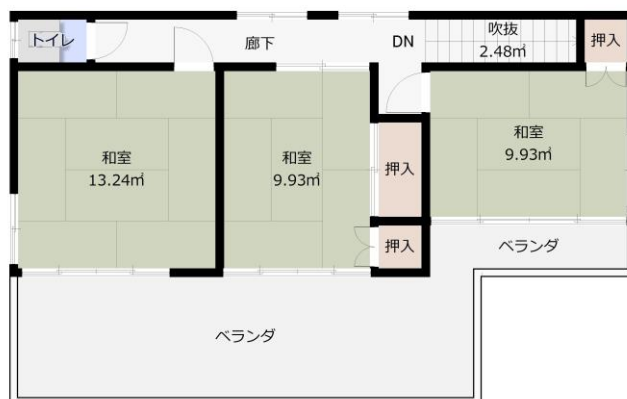 トイレ
廊下
DN
吹抜
2.48㎡
押入
和室
13.24㎡
和室
9.93㎡
押入
和室
9.93㎡
押入
ベランダ
ベランダ